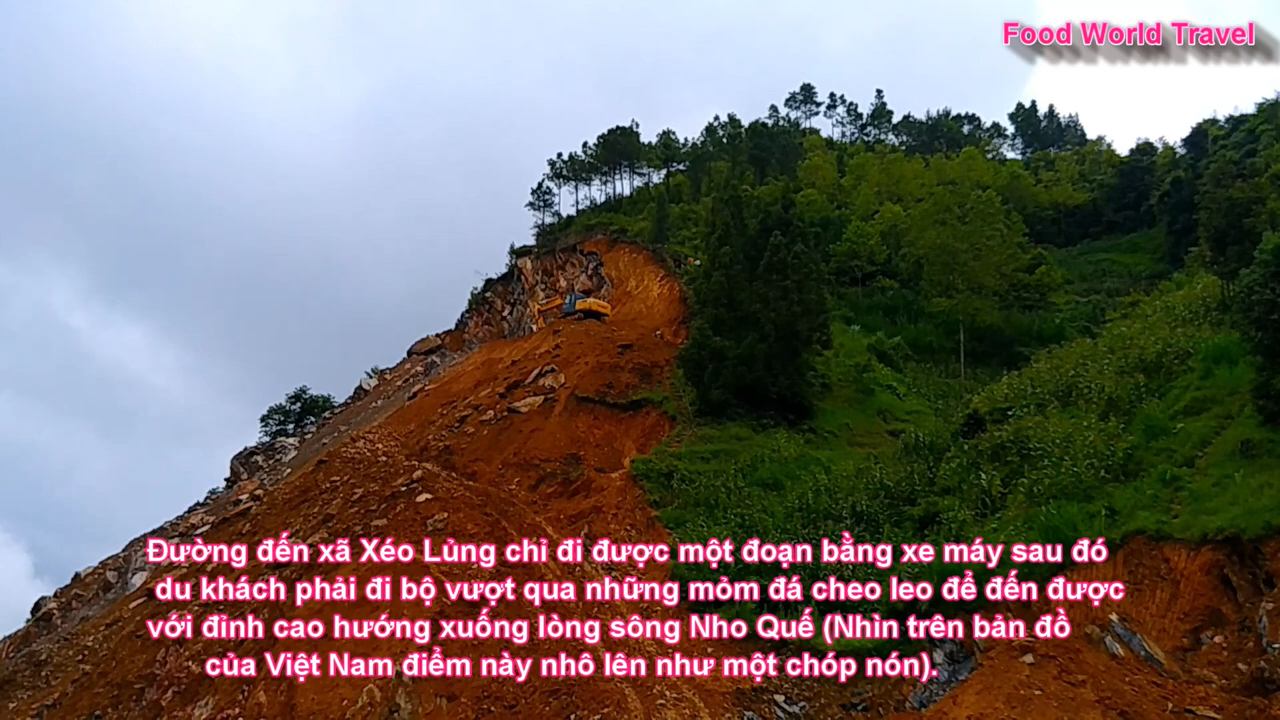 Food World Travel
Đường đến xã Xéo Lủng chỉ đi được một đoạn bằng xe máy sau đó
du khách phải đi bộ vượt qua những mỏm đá cheo leo để đến được
với đỉnh cao hướng xuống lòng sông Nho Quế (Nhìn trên bản đồ
của Việt Nam điểm này nhô lên như một chóp nón).